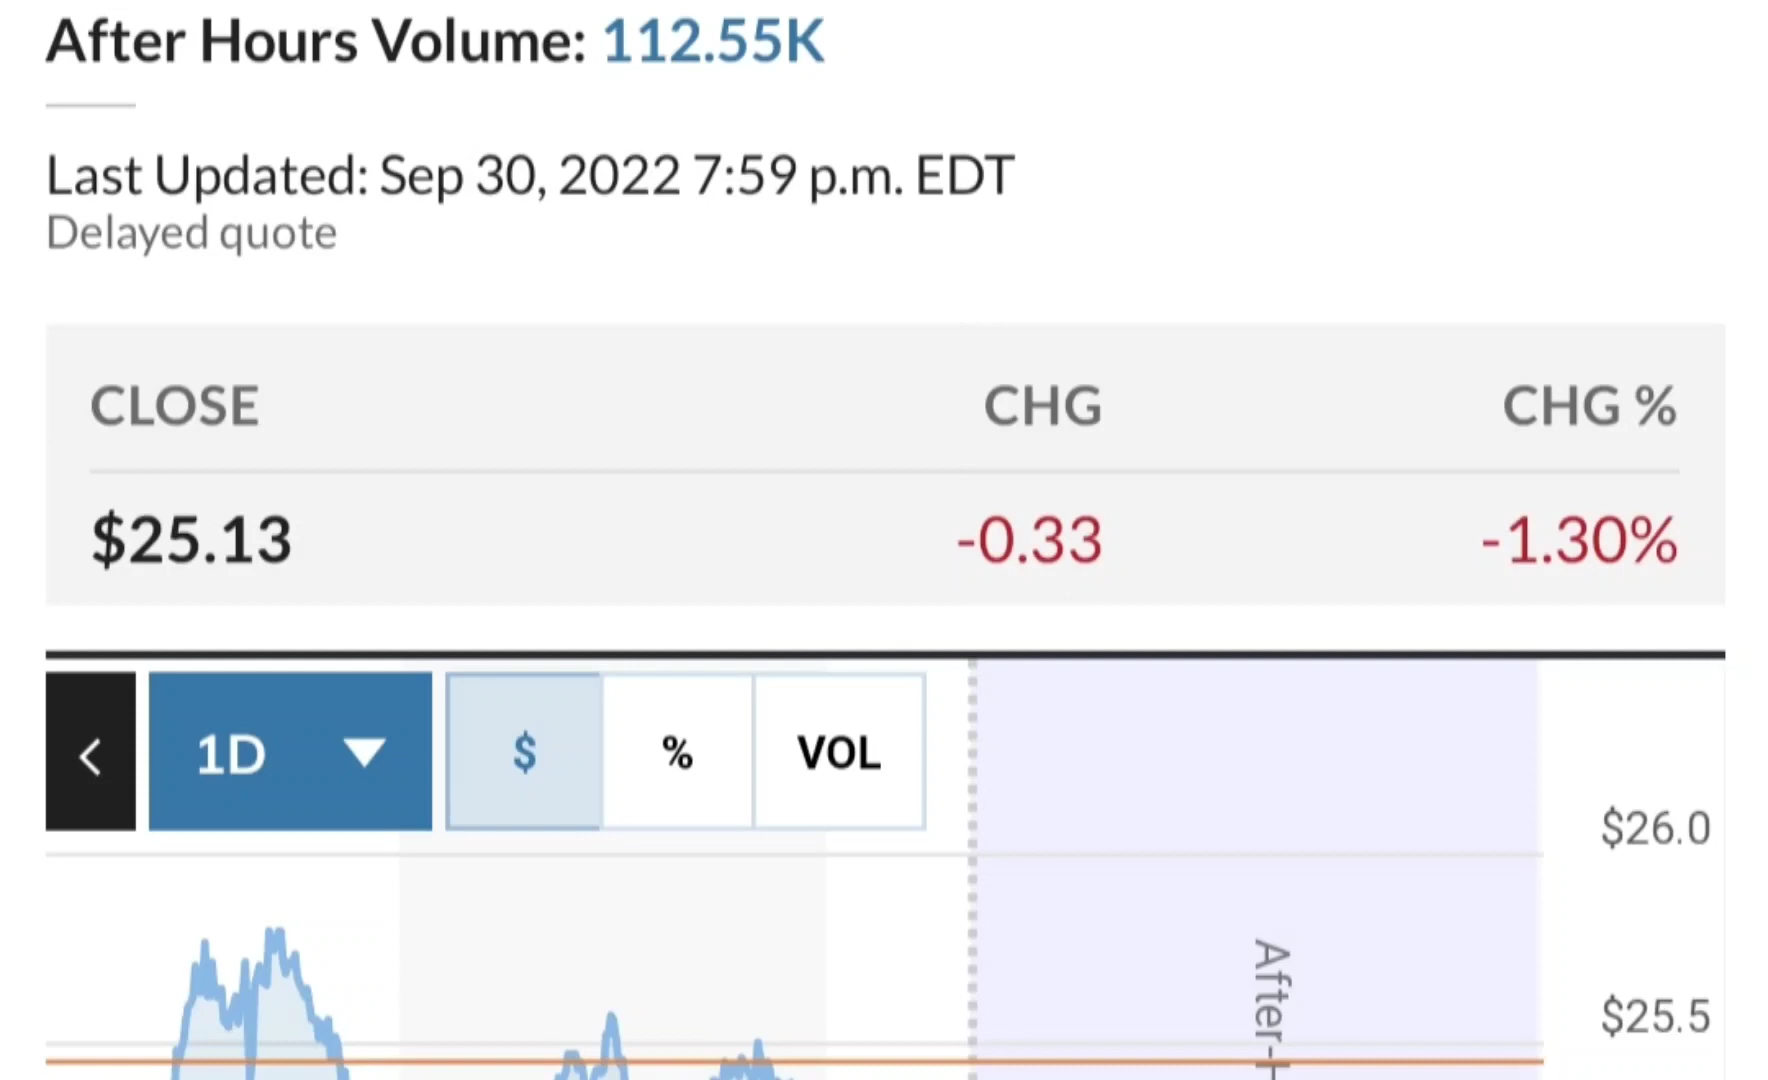 After Hours Volume: 112.55K
Last Updated: Sep 30, 2022 7:59 p.m. EDT
Delayed quote
CLOSE CHG CHG %
$25.13 -0.33 -1.30%
1D $ % VOL
$26.0
After-
$25.5